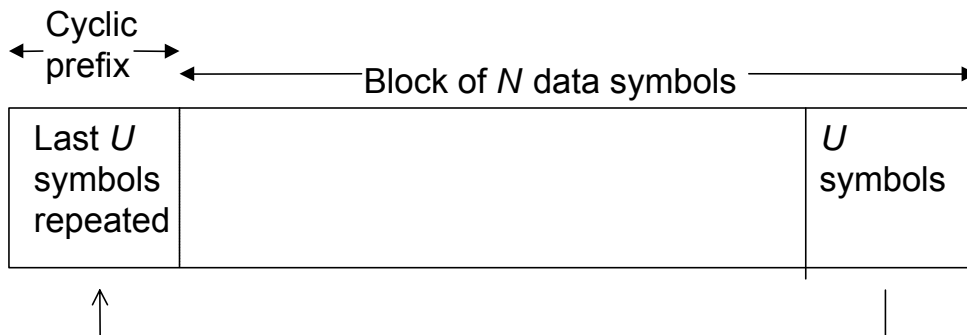 Cyclic
prefix
Block of N data symbols
Last U
symbols
repeated
U
symbols